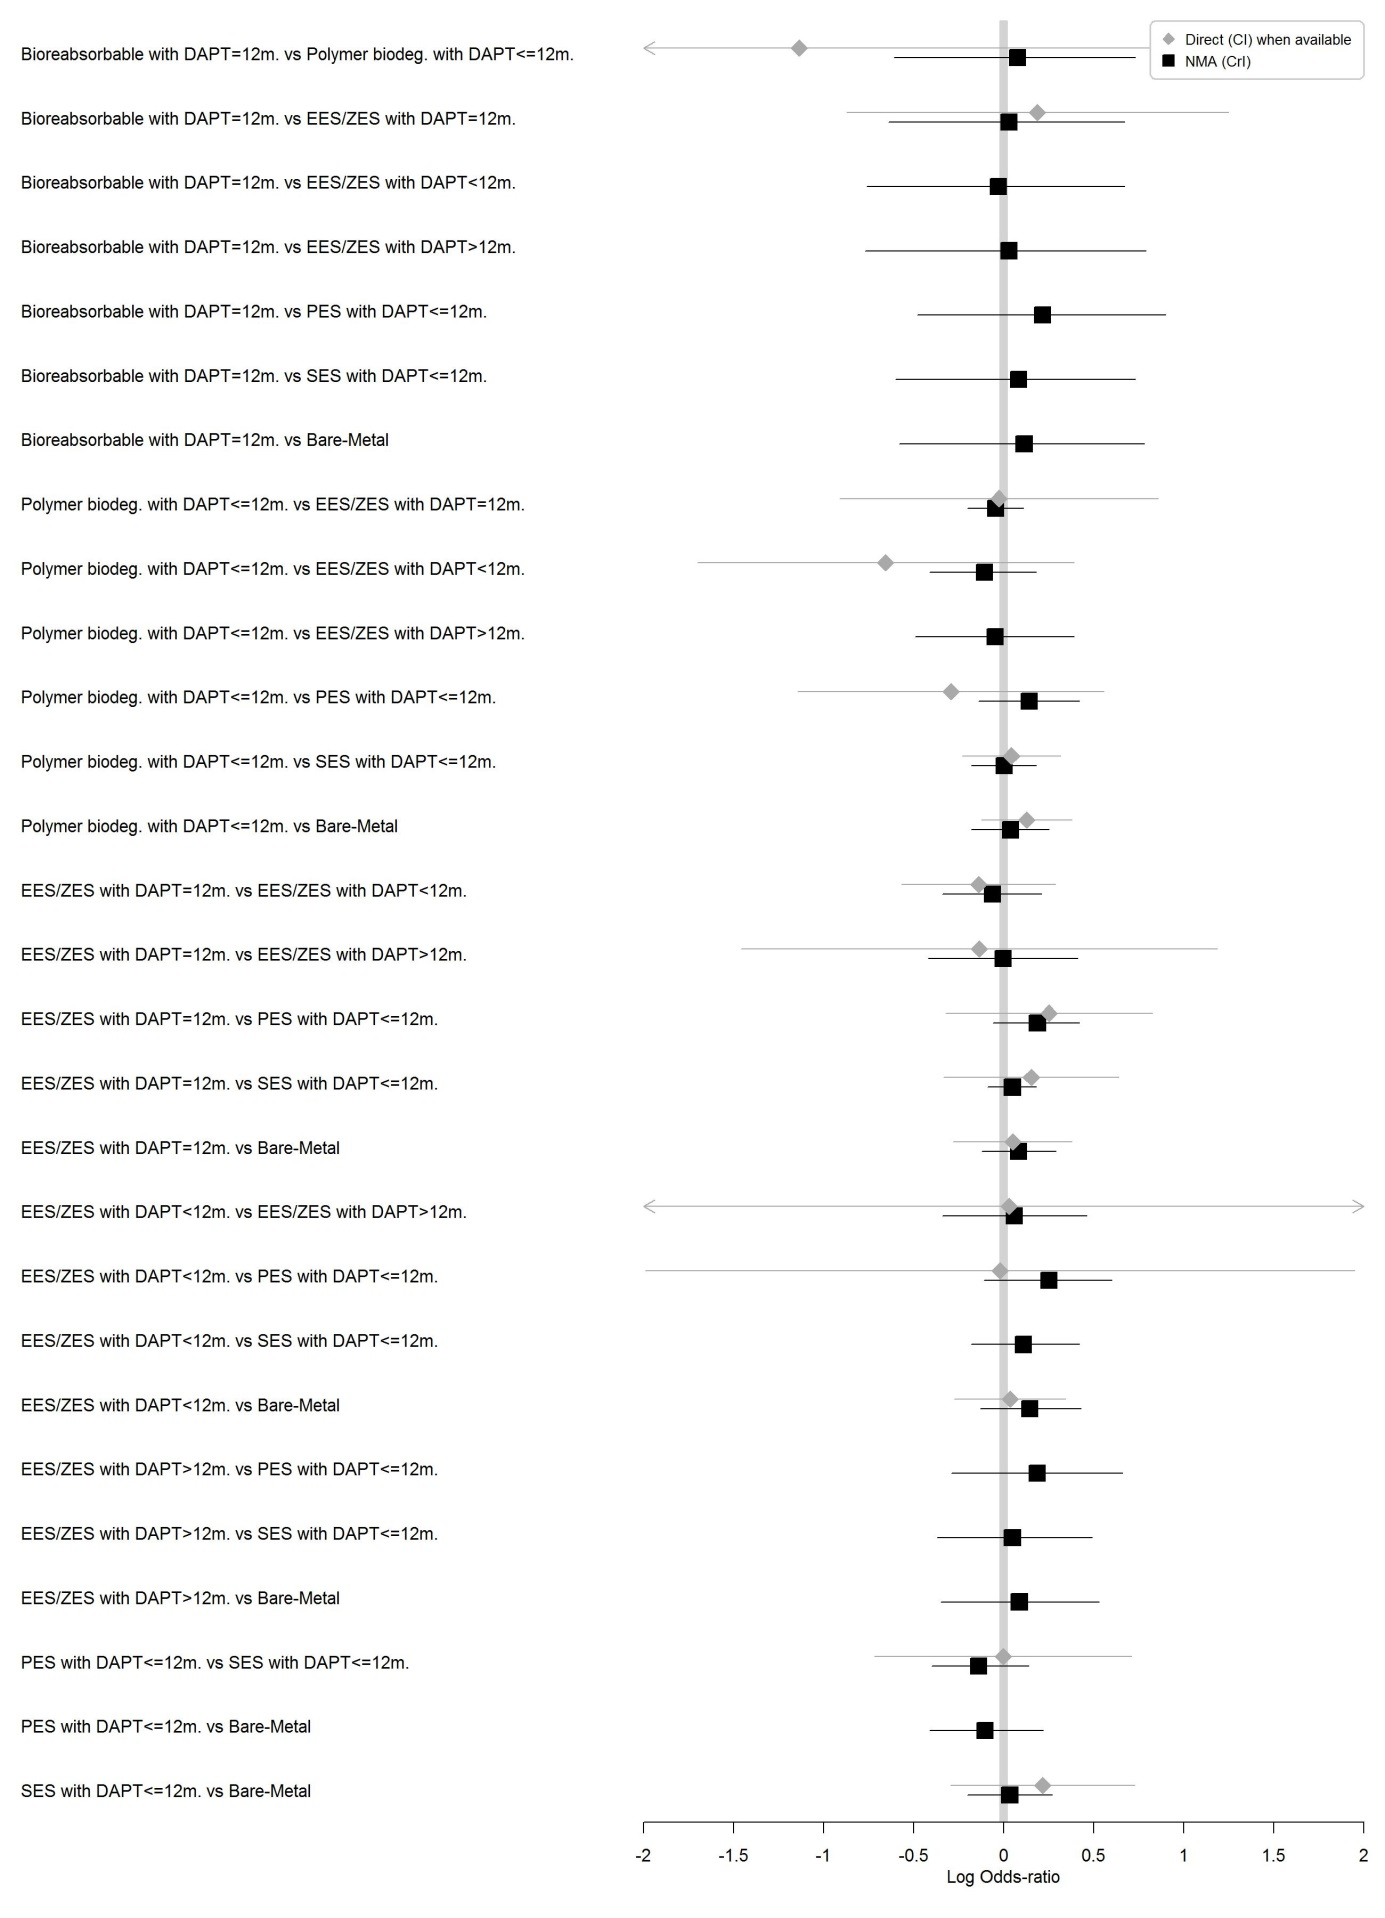 Direct (CI) when available
NMA (CrI)
Bioreabsorbable with DAPT=12m. vs Polymer biodeg. with DAPT<=12m.
Bioreabsorbable with DAPT=12m. vs EES/ZES with DAPT=12m.
Bioreabsorbable with DAPT=12m. vs EES/ZES with DAPT<12m.
Bioreabsorbable with DAPT=12m. vs EES/ZES with DAPT>12m.
Bioreabsorbable with DAPT=12m. vs PES with DAPT<=12m.
Bioreabsorbable with DAPT=12m. vs SES with DAPT<=12m.
Bioreabsorbable with DAPT=12m. vs Bare-Metal
Polymer biodeg. with DAPT<=12m. vs EES/ZES with DAPT=12m.
Polymer biodeg. with DAPT<=12m. vs EES/ZES with DAPT<12m.
Polymer biodeg. with DAPT<=12m. vs EES/ZES with DAPT>12m.
Polymer biodeg. with DAPT<=12m. vs PES with DAPT<=12m.
Polymer biodeg. with DAPT<=12m. vs SES with DAPT<=12m.
Polymer biodeg. with DAPT<=12m. vs Bare-Metal
EES/ZES with DAPT=12m. vs EES/ZES with DAPT<12m.
EES/ZES with DAPT=12m. vs EES/ZES with DAPT>12m.
EES/ZES with DAPT=12m. vs PES with DAPT<=12m.
EES/ZES with DAPT=12m. vs SES with DAPT<=12m.
EES/ZES with DAPT=12m. vs Bare-Metal
EES/ZES with DAPT<12m. vs EES/ZES with DAPT>12m.
EES/ZES with DAPT<12m. vs PES with DAPT<=12m.
EES/ZES with DAPT<12m. vs SES with DAPT<=12m.
EES/ZES with DAPT<12m. vs Bare-Metal
EES/ZES with DAPT>12m. vs PES with DAPT<=12m.
EES/ZES with DAPT>12m. vs SES with DAPT<=12m.
EES/ZES with DAPT>12m. vs Bare-Metal
PES with DAPT<=12m. vs SES with DAPT<=12m.
PES with DAPT<=12m. vs Bare-Metal
SES with DAPT<=12m. vs Bare-Metal
-2 -1.5 -1 -0.5 0 0.5 1 1.5 2
Log Odds-ratio